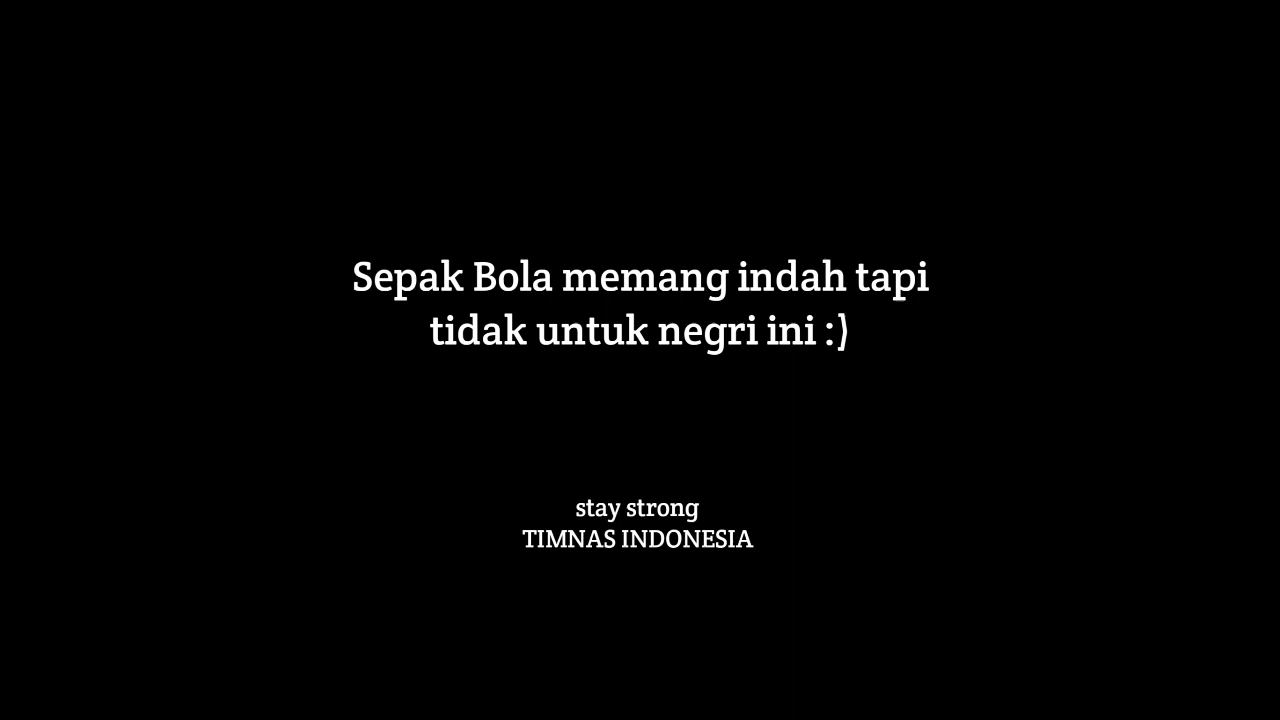 Sepak Bola memang indah tapi
tidak untuk negri ini :)
stay strong
TIMNAS INDONESIA